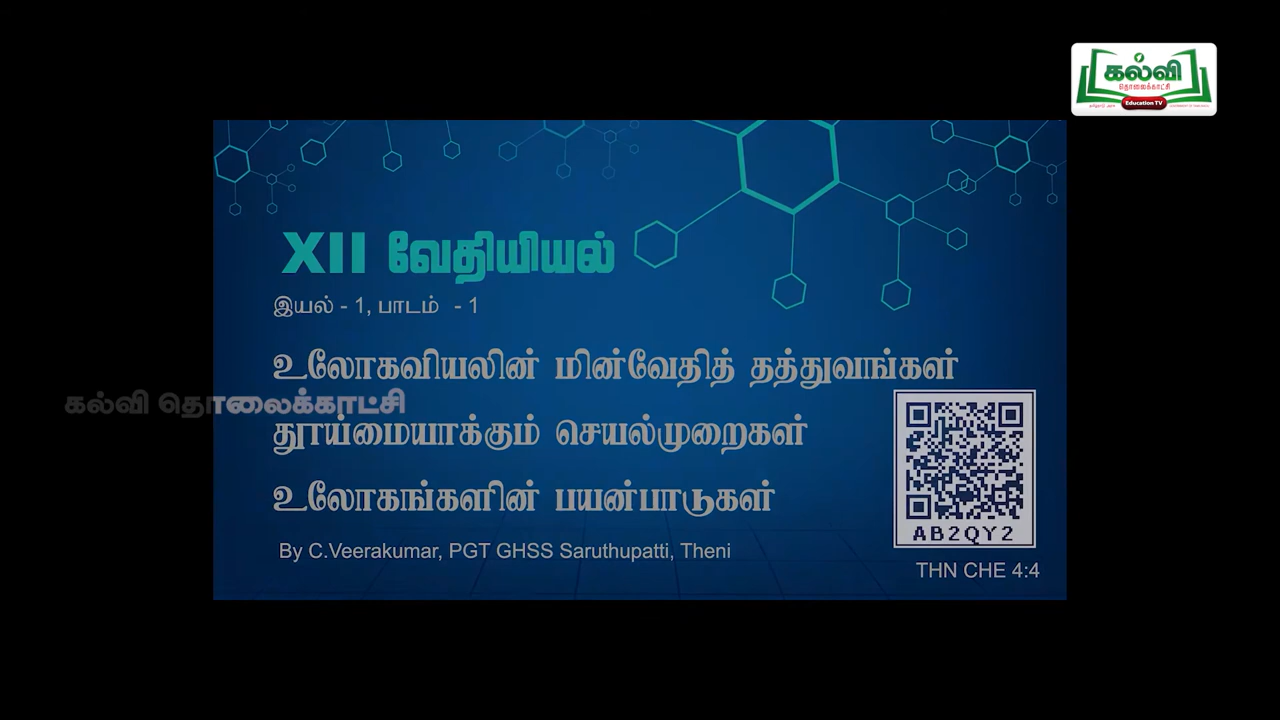 கல்வி
தொலைக்காட்சி
Education TV
XII வேதியியல்
இயல் - 1, பாடம் - 1
உலோகவியலின் மின்வேதித் தத்துவங்கள்
கல்வி தொலைக்காட்சி
தூய்மையாக்கும் செயல்முறைகள்
உலோகங்களின் பயன்பாடுகள்
AB2QY2
By C.Veerakumar, PGT GHSS Saruthupatti, Theni
THN CHE 4:4